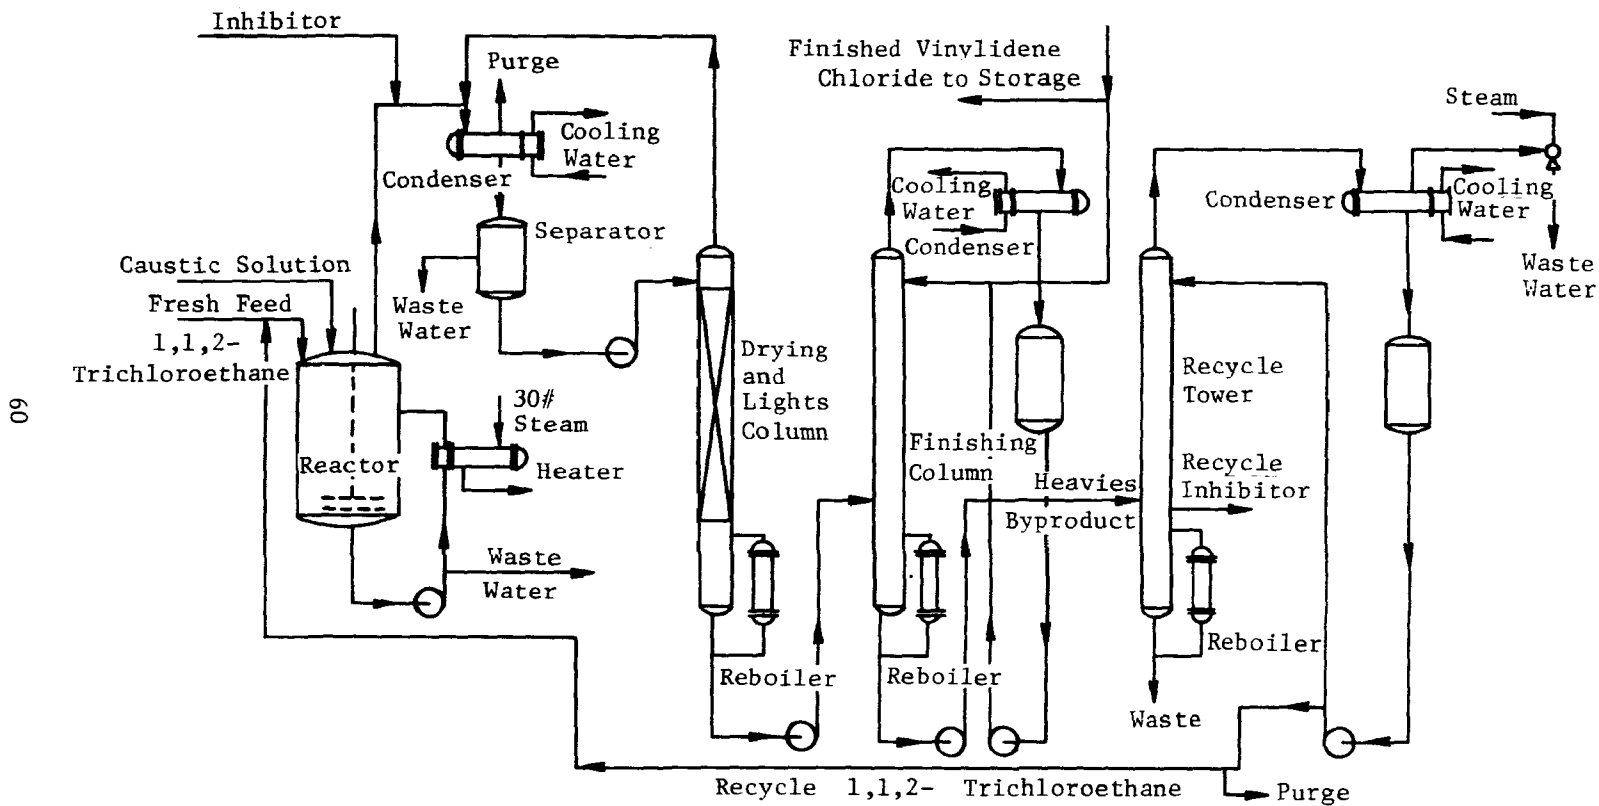 Inhibitor
Purge
Finished Vinylidene
Chloride to Storage
Steam
Cooling
Water
Condenser
Cooling
Water
Condenser
Condenser
Cooling
Water
Separator
Waste
Water
Caustic Solution
Fresh Feed
1,1,2-
Trichloroethane
Waste
Water
Drying
and
Lights
Column
Recycle
Tower
30#
Steam
60
Reactor
Heater
Finishing
Column
Heavies
Byproduct
Recycle
Inhibitor
Waste
Water
Reboiler
Reboiler
Reboiler
Waste
Recycle 1,1,2- Trichloroethane
Purge